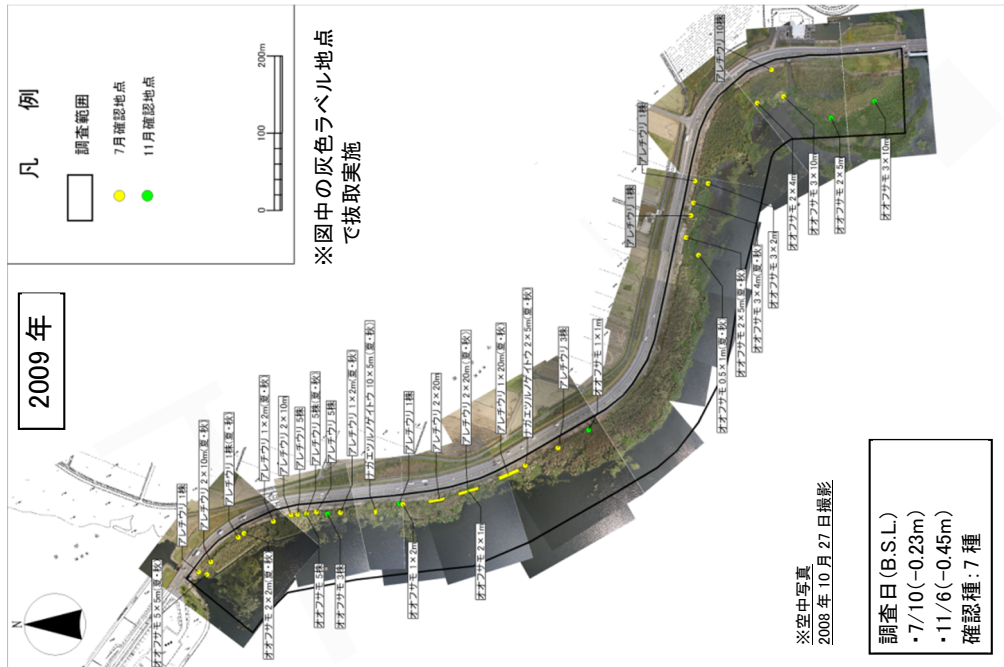 2009 年
凡 例
調査範囲
7月確認地点
11月確認地点
0 100 200m
※図中の灰色ラベル地点
で抜取実施
N
オオフサモ 5×5m(夏・秋)
アレチウリ 1株
アレチウリ 2×10m(夏・秋)
アレチウリ 1株(夏・秋)
アレチウリ 1×2m(夏・秋)
アレチウリ 2×10m
アレチウリ 5株
アレチウリ 5株(夏・秋)
アレチウリ 5株
アレチウリ 1×2m(夏・秋)
ナガエツルノゲイトウ 10×5m(夏・秋)
アレチウリ 1株
アレチウリ 2×20m
アレチウリ 2×20m(夏・秋)
アレチウリ 1×20m(夏・秋)
ナガエツルノゲイトウ 2×5m(夏・秋)
アレチウリ 3株
オオフサモ 1×1m
オオフサモ 2×2m(夏・秋)
オオフサモ 5株
オオフサモ 3株
オオフサモ 1×2m
オオフサモ 2×1m
アレチウリ 1株
アレチウリ 1株
アレチウリ 10株
オオフサモ 0.5×1m(夏・秋)
オオフサモ 2×5m(夏・秋)
オオフサモ 3×4m(夏・秋)
オオフサモ 3×2m
オオフサモ 2×4m
オオフサモ 3×10m
オオフサモ 2×5m
オオフサモ 3×10m
※空中写真
2008 年 10 月 27 日撮影
調査日(B.S.L.)
・7/10(-0.23m)
・11/6(-0.45m)
確認種:7 種